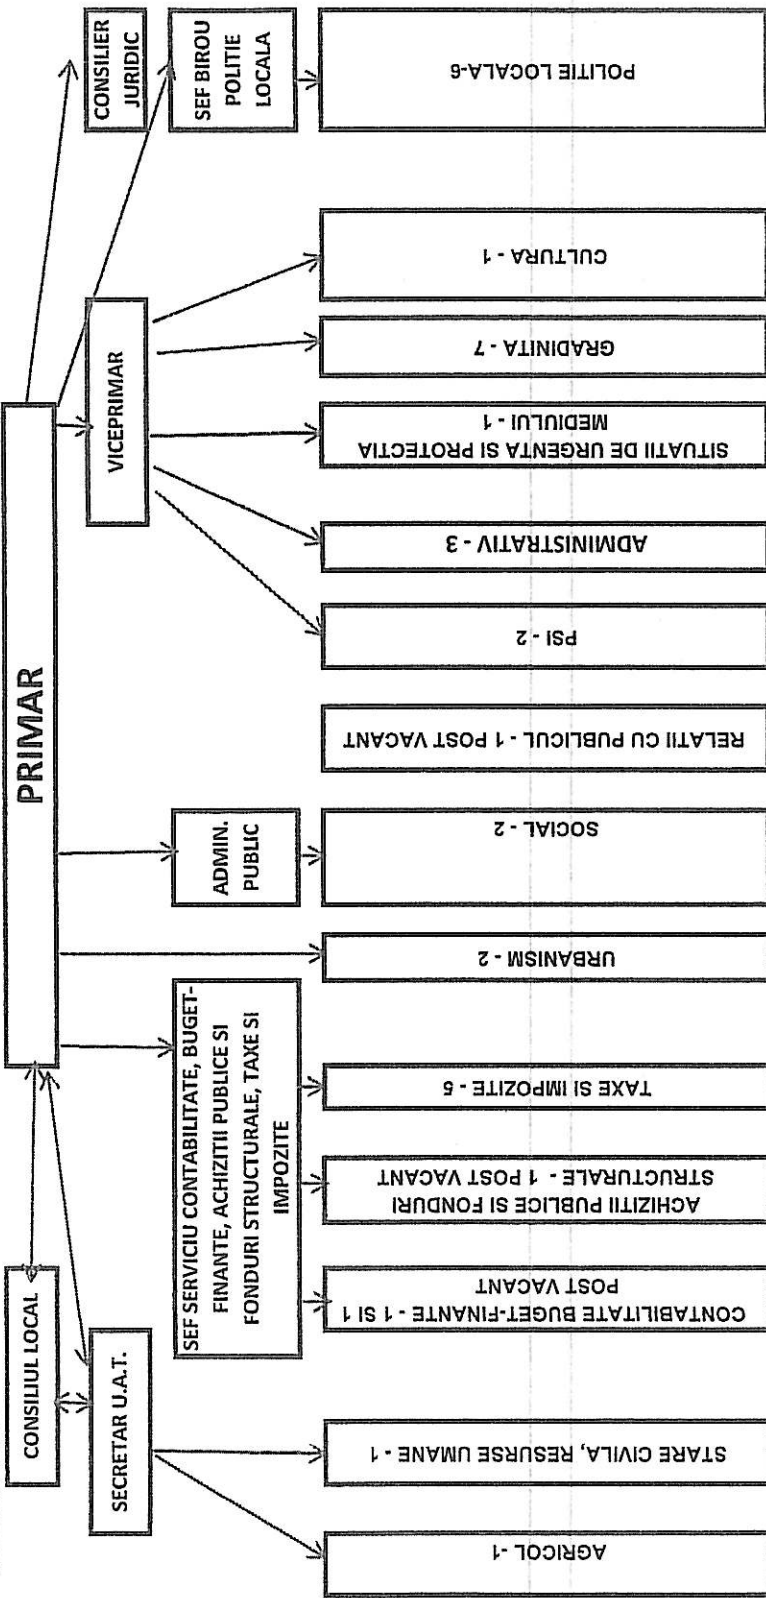 PRIMAR
CONSILIUL LOCAL
SECRETAR U.A.T.
VICEPRIMAR
CONSILIER
JURIDIC
SEF SERVICIU CONTABILITATE, BUGET-
FINANTE, ACHIZITII PUBLICE SI
FONDURI STRUCTURALE, TAXE SI
IMPOZITE
ADMIN.
PUBLIC
SEF BIROU
POLITIE
LOCALA
AGRICOL -1
STARE CIVILA, RESURSE UMANE - 1
CONTABILITATE BUGET-FINANTE - 1 SI 1
POST VACANT
ACHIZITII PUBLICE SI FONDURI
STRUCTURALE - 1 POST VACANT
TAXE SI IMPOZITE - 5
URBANISM - 2
SOCIAL - 2
RELATII CU PUBLICUL - 1 POST VACANT
PSI - 2
ADMINISTRATIV - 3
SITUATII DE URGENTA SI PROTECTIA
MEDIULUI - 1
GRADINITA - 7
CULTURA - 1
POLITIE LOCALA-6